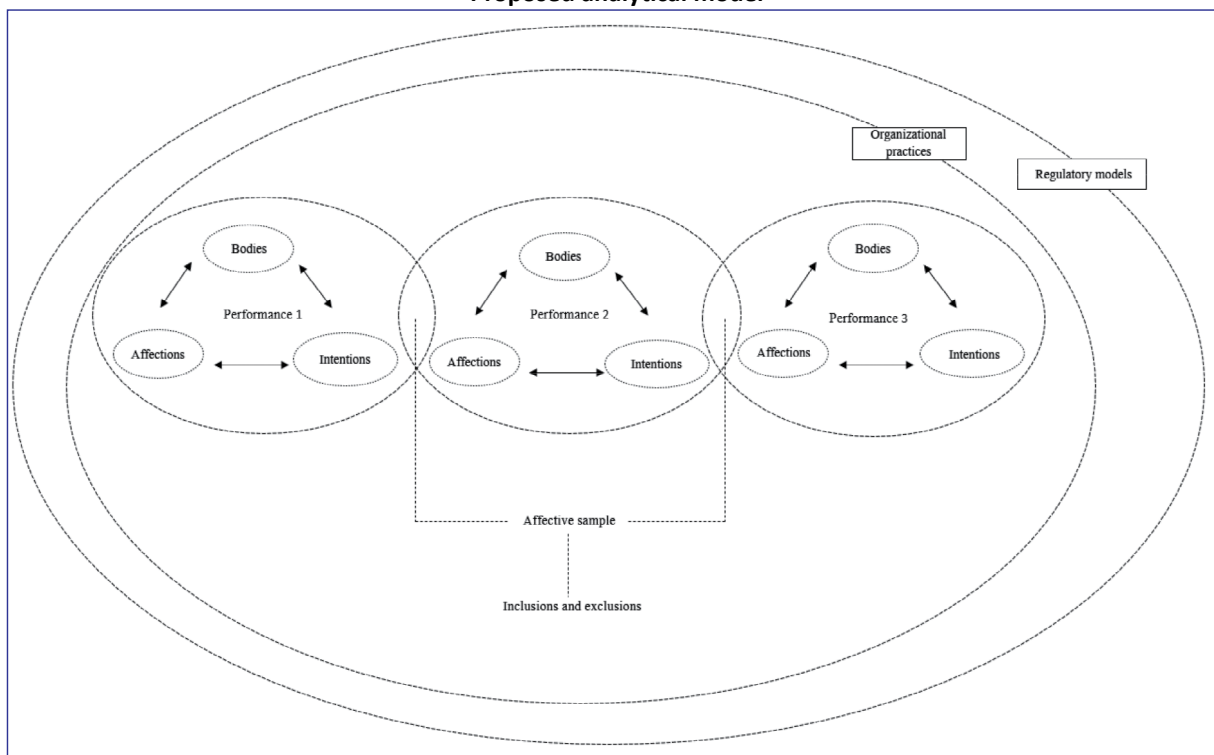 Proposed analytical model
Organizational
practices
Regulatory models
Bodies
Performance 1
Affections
Intentions
Bodies
Performance 2
Affections
Intentions
Bodies
Performance 3
Affections
Intentions
Affective sample
Inclusions and exclusions